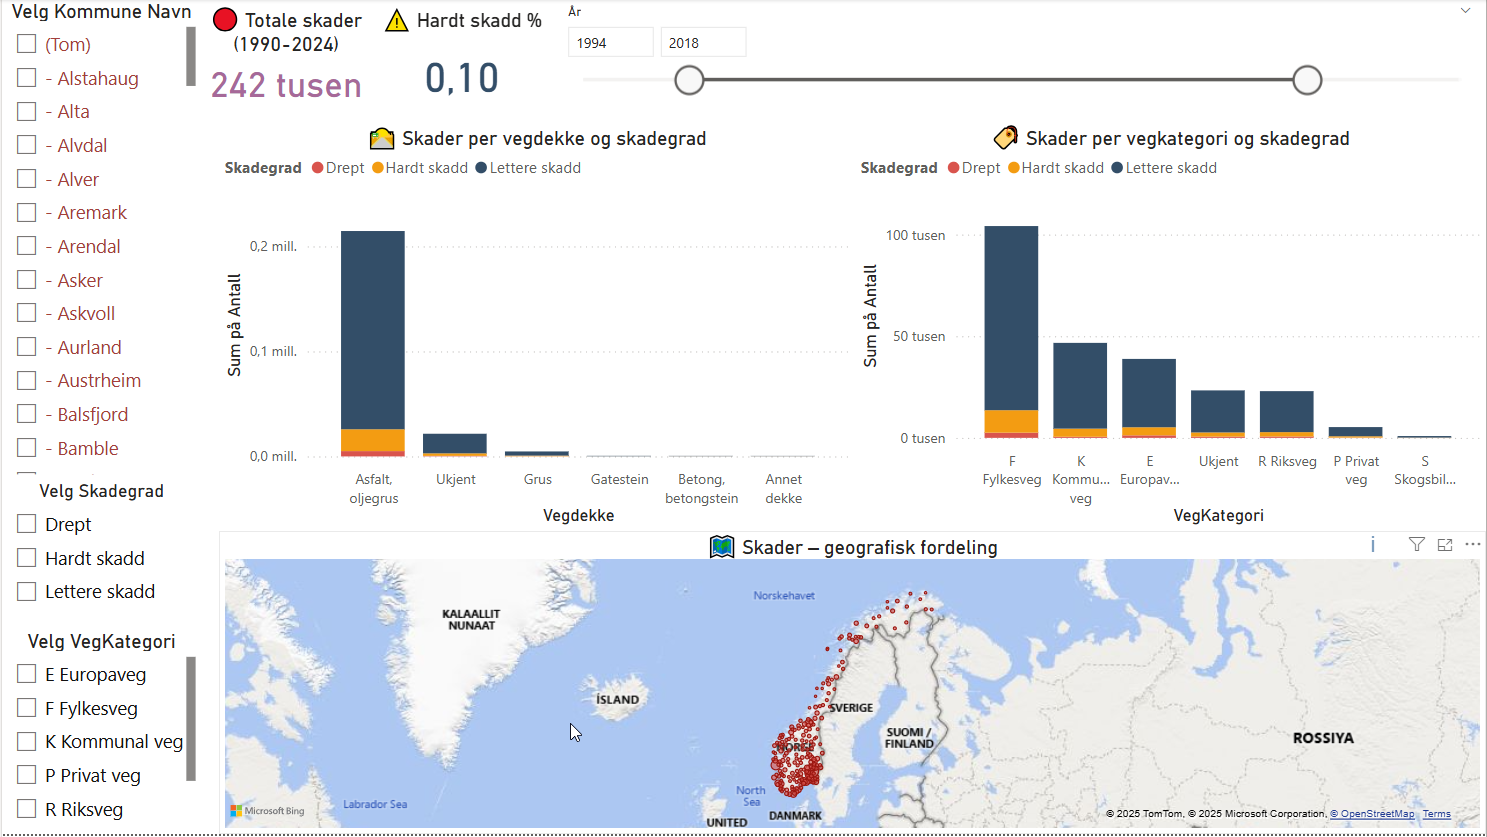 Velg Kommune Navn
(Tom)
- Alstahaug
- Alta
- Alvdal
- Alver
- Aremark
- Arendal
- Asker
- Askvoll
- Aurland
- Austrheim
- Balsfjord
- Bamble
Velg Skadegrad
Drept
Hardt skadd
Lettere skadd
Velg VegKategori
E Europaveg
F Fylkesveg
K Kommunal veg
P Privat veg
R Riksveg
Totale skader
(1990-2024)
242 tusen
Hardt skadd %
0,10
År
1994
2018
Skader per vegdekke og skadegrad
Skadegrad Drept Hardt skadd Lettere skadd
Sum på Antall
0,2 mill.
0,1 mill.
0,0 mill.
Asfalt,
oljegrus
Ukjent
Grus
Gatestein
Betong,
betongstein
Annet
dekke
Vegdekke
Skader per vegkategori og skadegrad
Skadegrad Drept Hardt skadd Lettere skadd
Sum på Antall
100 tusen
50 tusen
0 tusen
F
Fylkesveg
K
Kommu...
veg
E
Europav...
Ukjent
R Riksveg
P Privat
veg
S
Skogsbil...
VegKategori
Skader – geografisk fordeling
KALAALLIT
NUNAAT
Norskehavet
ÍSLAND
SVERIGE
SUOMI /
FINLAND
NORGE
ROSSIYA
North
Sea
Labrador Sea
DANMARK
UNITED
Microsoft Bing
© 2025 TomTom, © 2025 Microsoft Corporation, © OpenStreetMap Terms